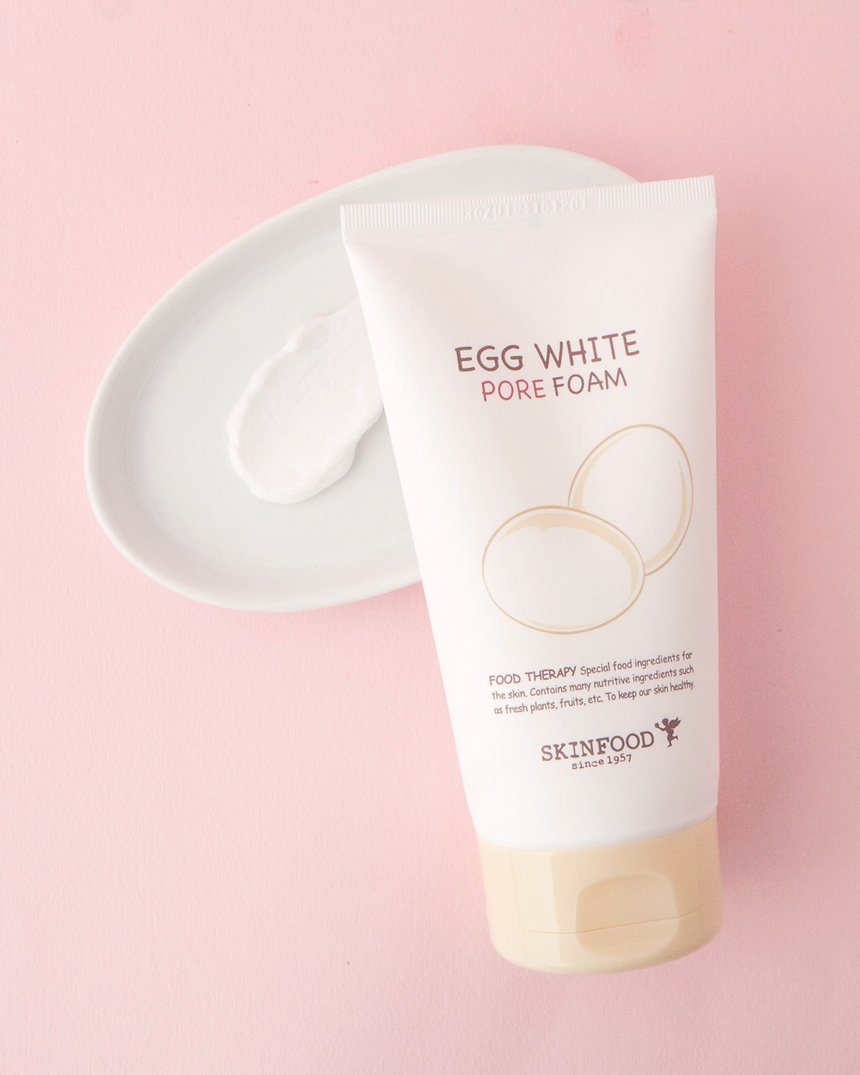 EGG WHITE
PORE FOAM
FOOD THERAPY Special food ingredients for
the skin. Contains many nutritive ingredients such
as fresh plants, fruits, etc. To keep our skin healthy.
SKINFOOD
since 1957